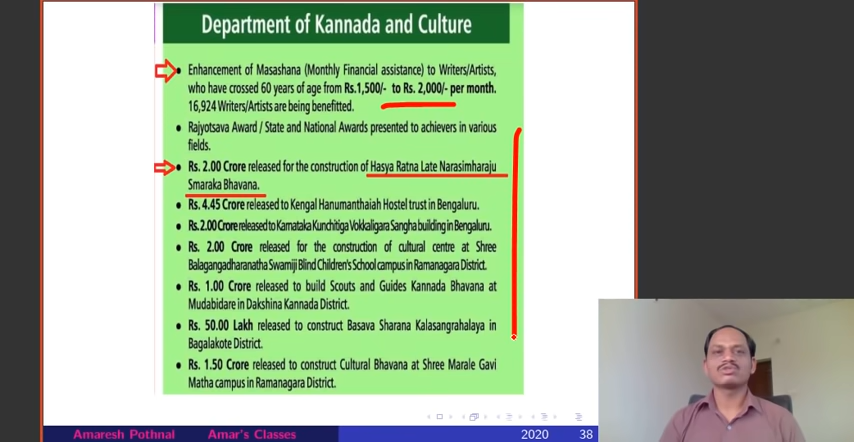 Department of Kannada and Culture
• Enhancement of Masashana (Monthly Financial assistance) to Writers/Artists,
who have crossed 60 years of age from Rs.1,500/- to Rs. 2,000/- per month.
16,924 Writers/Artists are being benefitted.
• Rajyotsava Award / State and National Awards presented to achievers in various
fields.
• Rs. 2.00 Crore released for the construction of Hasya Ratna Late Narasimharaju
Smaraka Bhavana.
• Rs. 4.45 Crore released to Kengal Hanumanthaiah Hostel trust in Bengaluru.
• Rs. 2.00 Crore released to Karnataka Kunchitiga Vokkaligara Sangha building in Bengaluru.
• Rs. 2.00 Crore released for the construction of cultural centre at Shree
Balagangadharanatha Swamiji Blind Children's School campus in Ramanagara District.
• Rs. 1.00 Crore released to build Scouts and Guides Kannada Bhavana at
Mudabidare in Dakshina Kannada District.
• Rs. 50.00 Lakh released to construct Basava Sharana Kalasangrahalaya in
Bagalakote District.
• Rs. 1.50 Crore released to construct Cultural Bhavana at Shree Marale Gavi
Matha campus in Ramanagara District.
Amaresh Pothnal Amar's Classes 2020 38